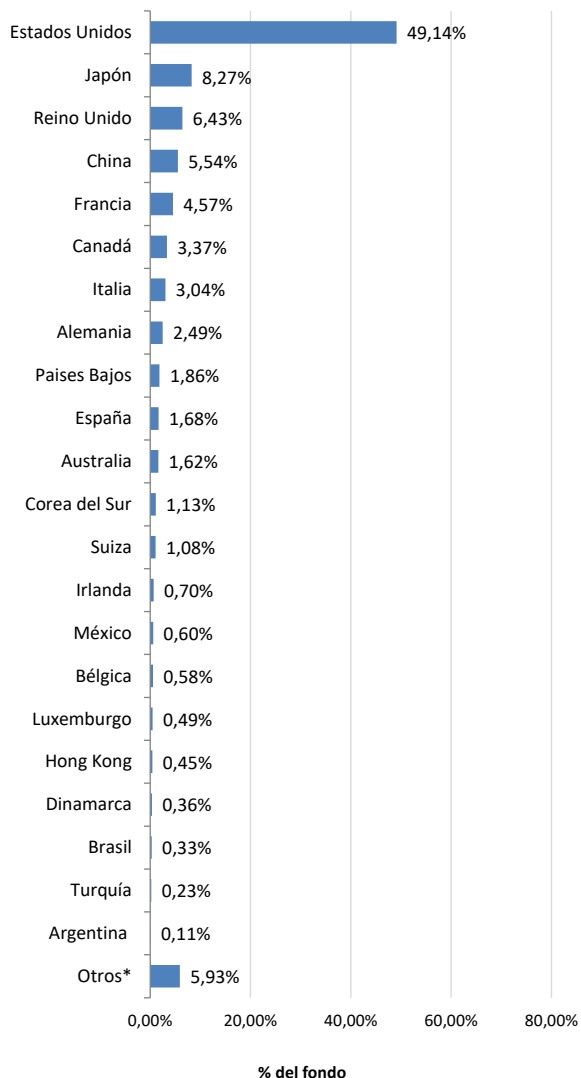 Estados Unidos 49,14%
Japón 8,27%
Reino Unido 6,43%
China 5,54%
Francia 4,57%
Canadá 3,37%
Italia 3,04%
Alemania 2,49%
Paises Bajos 1,86%
España 1,68%
Australia 1,62%
Corea del Sur 1,13%
Suiza 1,08%
Irlanda 0,70%
México 0,60%
Bélgica 0,58%
Luxemburgo 0,49%
Hong Kong 0,45%
Dinamarca 0,36%
Brasil 0,33%
Turquía 0,23%
Argentina 0,11%
Otros* 5,93%
0,00% 20,00% 40,00% 60,00% 80,00%
% del fondo